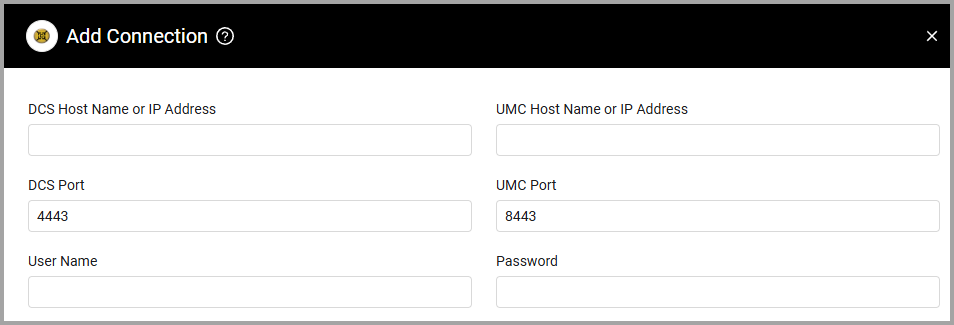 Add Connection ?
DCS Host Name or IP Address
UMC Host Name or IP Address
DCS Port
UMC Port
4443
8443
User Name
Password